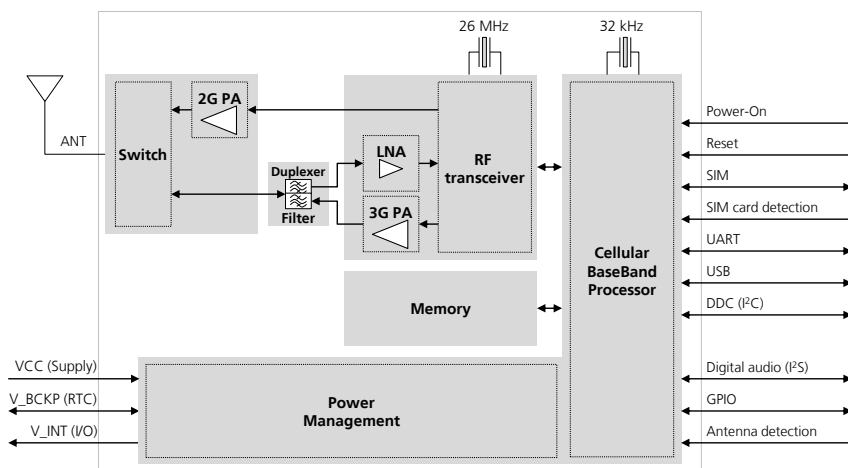 26 MHz
32 kHz
2G PA
ANT
Switch
LNA
RF
transceiver
Duplexer
Filter
3G PA
Memory
Cellular
BaseBand
Processor
Power-On
Reset
SIM
SIM card detection
UART
USB
DDC (I²C)
VCC (Supply)
V_BCKP (RTC)
V_INT (I/O)
Power
Management
Digital audio (I²S)
GPIO
Antenna detection